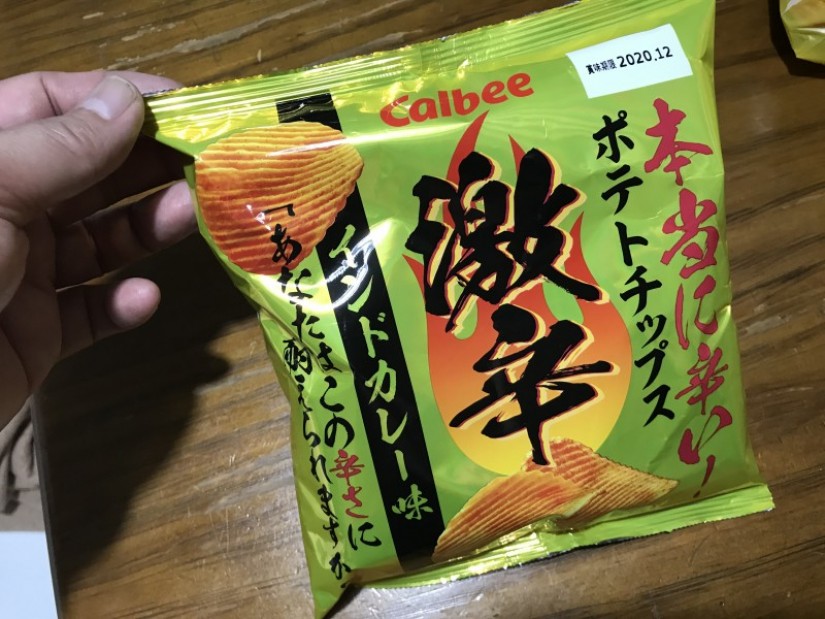 賞味期限 2020.12
Calbee
本当に辛い!
ポテトチップス
激辛
インドカレー味
「あなたはこの辛さに
耐えられますか